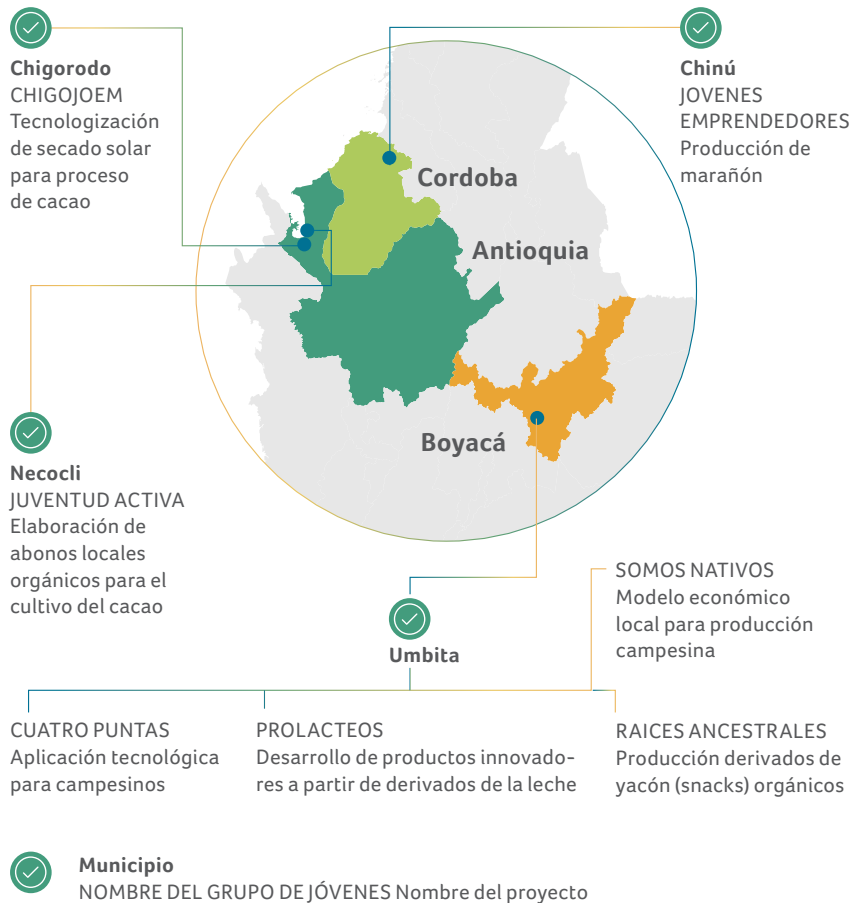 Chigorodo
CHIGOJOEM
Tecnologización
de secado solar
para proceso
de cacao
Chinú
JOVENES
EMPRENDEDORES
Producción de
marañón
Cordoba
Antioquia
Boyacá
Necocli
JUVENTUD ACTIVA
Elaboración de
abonos locales
orgánicos para el
cultivo del cacao
Umbita
SOMOS NATIVOS
Modelo económico
local para producción
campesina
CUATRO PUNTAS
Aplicación tecnológica
para campesinos
PROLACTEOS
Desarrollo de productos innovado-
res a partir de derivados de la leche
RAICES ANCESTRALES
Producción derivados de
yacón (snacks) orgánicos
Municipio
NOMBRE DEL GRUPO DE JÓVENES Nombre del proyecto